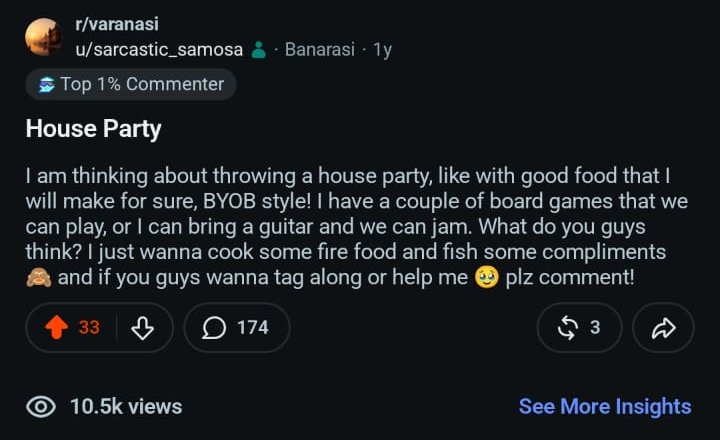 r/varanasi
u/sarcastic_samosa · Banarasi · 1y
Top 1% Commenter
House Party
I am thinking about throwing a house party, like with good food that I
will make for sure, BYOB style! I have a couple of board games that we
can play, or I can bring a guitar and we can jam. What do you guys
think? I just wanna cook some fire food and fish some compliments
🙈 and if you guys wanna tag along or help me 🥹 plz comment!
33 174 3
10.5k views See More Insights